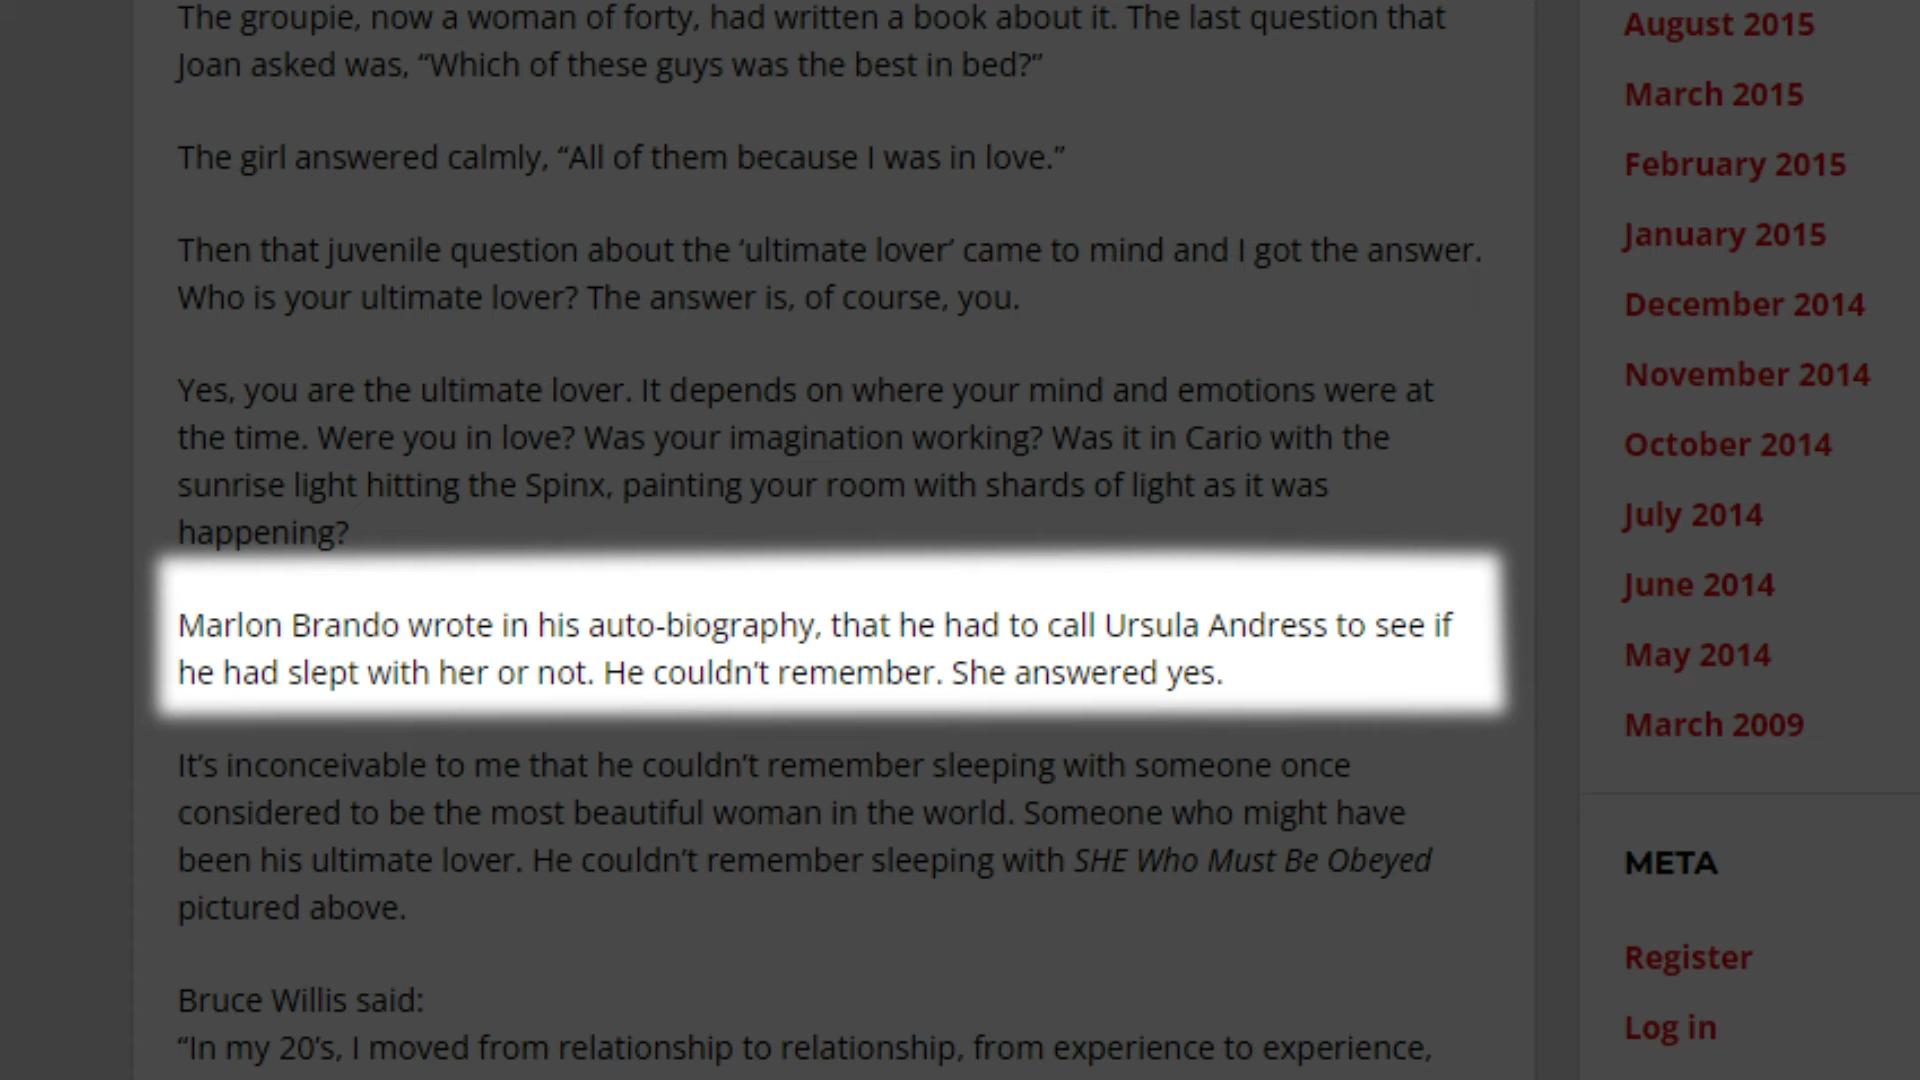 The groupie, now a woman of forty, had written a book about it. The last question that
Joan asked was, “Which of these guys was the best in bed?”
The girl answered calmly, “All of them because I was in love.”
Then that juvenile question about the ‘ultimate lover’ came to mind and I got the answer.
Who is your ultimate lover? The answer is, of course, you.
Yes, you are the ultimate lover. It depends on where your mind and emotions were at
the time. Were you in love? Was your imagination working? Was it in Cario with the
sunrise light hitting the Spinx, painting your room with shards of light as it was
happening?
Marlon Brando wrote in his auto-biography, that he had to call Ursula Andress to see if
he had slept with her or not. He couldn’t remember. She answered yes.
It’s inconceivable to me that he couldn’t remember sleeping with someone once
considered to be the most beautiful woman in the world. Someone who might have
been his ultimate lover. He couldn’t remember sleeping with SHE Who Must Be Obeyed
pictured above.
Bruce Willis said:
“In my 20’s, I moved from relationship to relationship, from experience to experience,
August 2015
March 2015
February 2015
January 2015
December 2014
November 2014
October 2014
July 2014
June 2014
May 2014
March 2009
META
Register
Log in